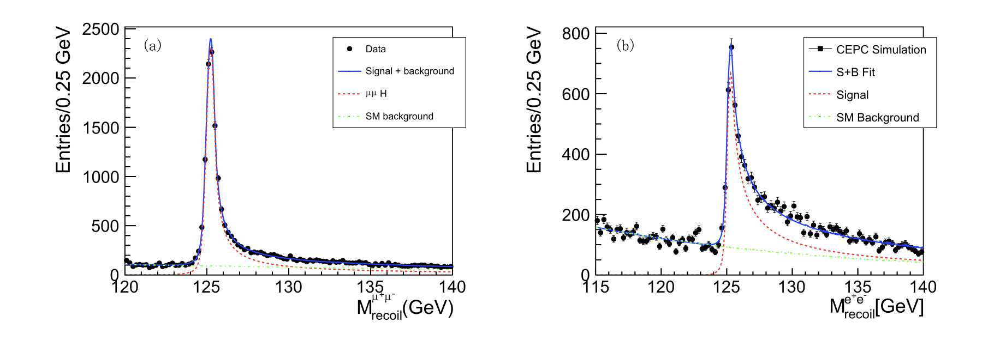 Entries/0.25 GeV
2500
2000
1500
1000
500
0
(a)
Data
Signal + background
μμ H
SM background
120 125 130 135 140
M_recoil^μ⁺μ⁻(GeV)
Entries/0.25 GeV
800
600
400
200
0
(b)
CEPC Simulation
S+B Fit
Signal
SM Background
115 120 125 130 135 140
M_recoil^e⁺e⁻[GeV]